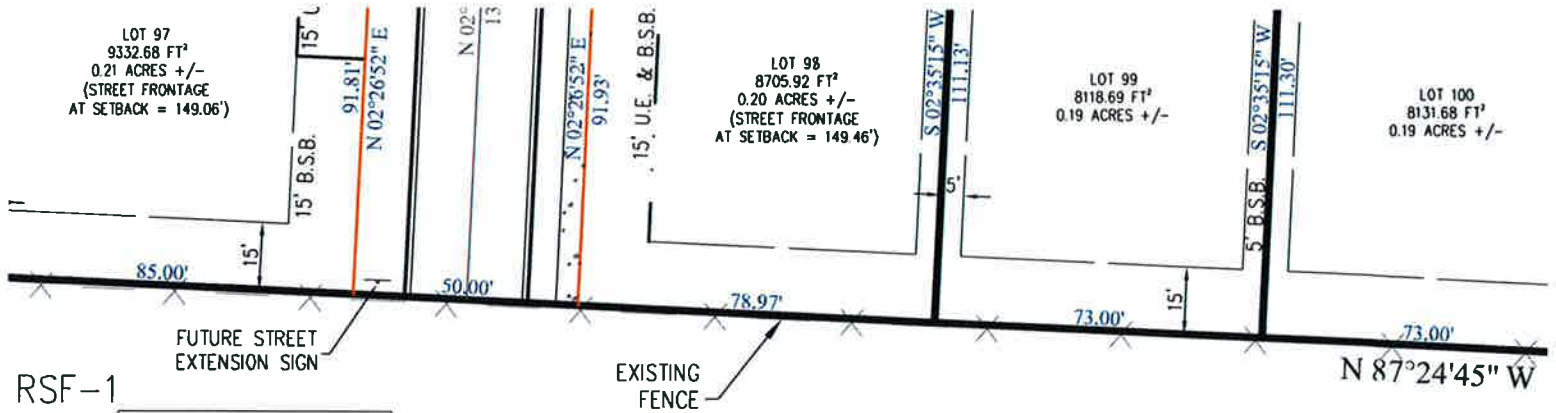 LOT 97
9332.68 FT²
0.21 ACRES +/-
(STREET FRONTAGE
AT SETBACK = 149.06')
15' B.S.B.
15'
15' U
91.81'
N 02°26'52" E
N 02°
13
N 02°26'52" E
91.93'
15' U.E. & B.S.B.
LOT 98
8705.92 FT²
0.20 ACRES +/-
(STREET FRONTAGE
AT SETBACK = 149.46')
S 02°35'15" W
111.13'
5'
LOT 99
8118.69 FT²
0.19 ACRES +/-
15'
5' B.S.B.
S 02°35'15" W
111.30'
LOT 100
8131.68 FT²
0.19 ACRES +/-
85.00'
50.00'
78.97'
73.00'
73.00'
N 87°24'45" W
FUTURE STREET
EXTENSION SIGN
EXISTING
FENCE
RSF-1